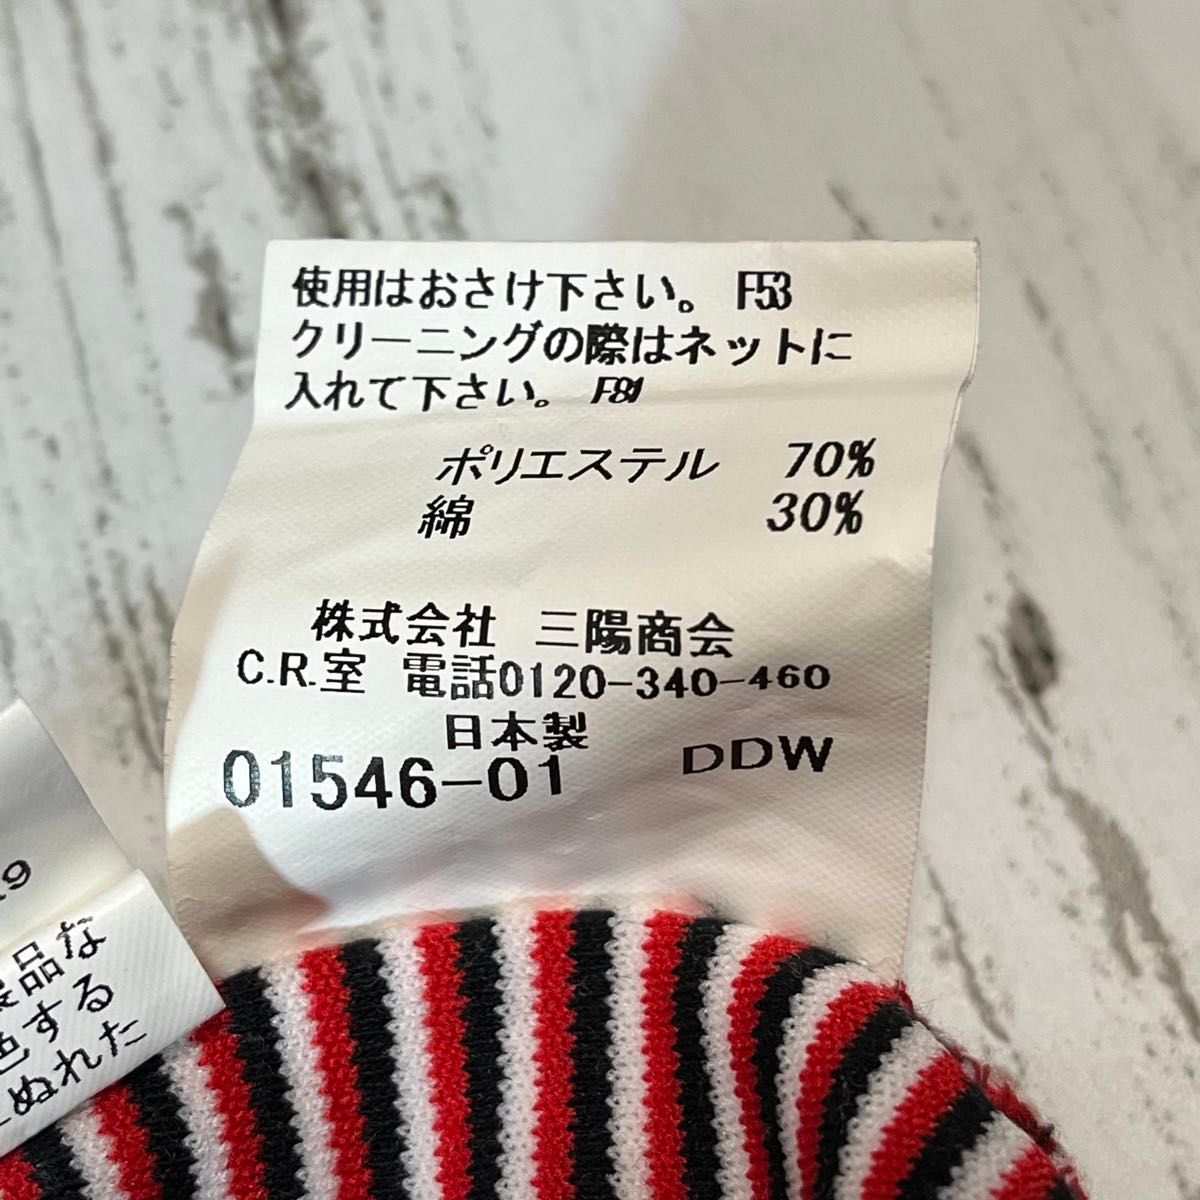 使用はおさけ下さい。 F53
クリーニングの際はネットに
入れて下さい。 F81
ポリエステル 70%
綿 30%
株式会社 三陽商会
C.R.室 電話0120-340-460
日本製
01546-01 DDW
品な
色する
ぬれた